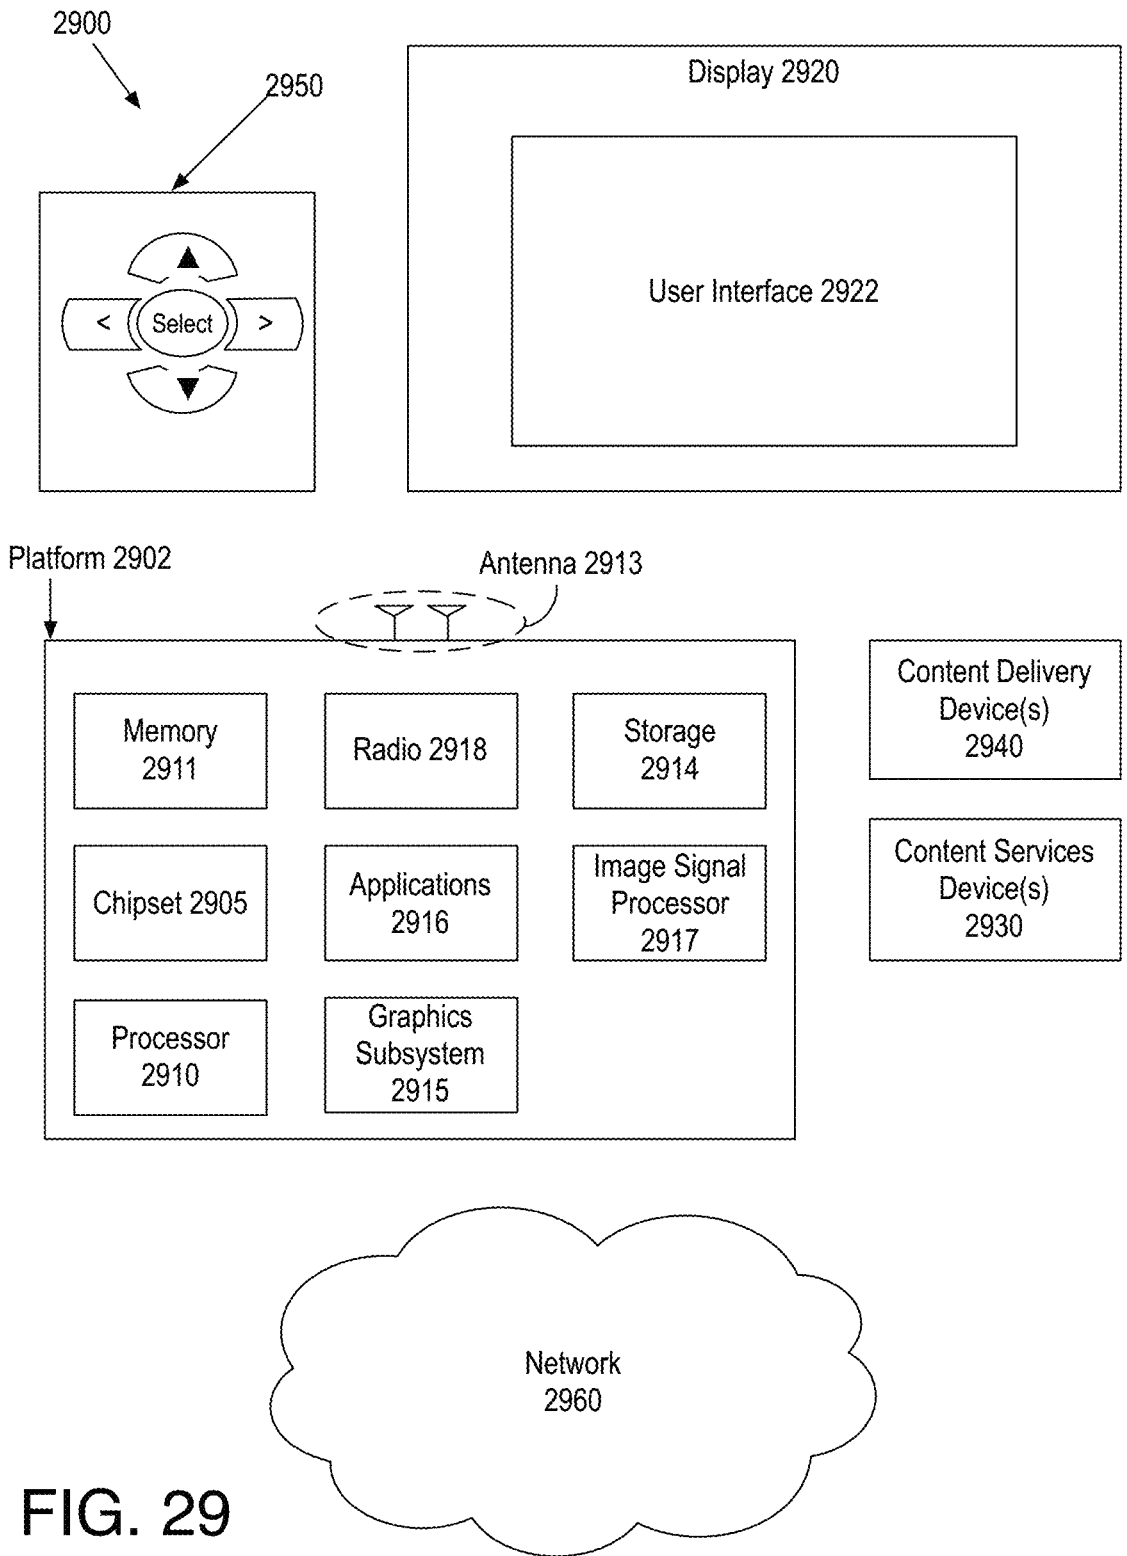 2900
2950
Display 2920
User Interface 2922
<
Select
>
Platform 2902
Antenna 2913
Memory
2911
Radio 2918
Storage
2914
Content Delivery
Device(s)
2940
Chipset 2905
Applications
2916
Image Signal
Processor
2917
Content Services
Device(s)
2930
Processor
2910
Graphics
Subsystem
2915
Network
2960
FIG. 29